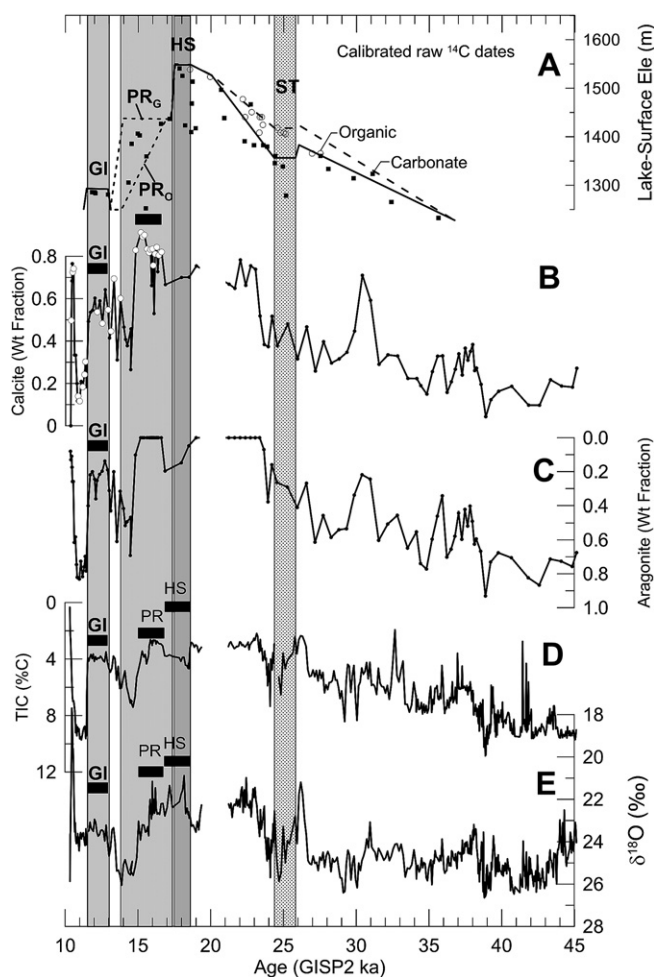 HS
Calibrated raw ¹⁴C dates
A
1600
1500
1400
1300
Lake-Surface Ele (m)
ST
PR_G
Organic
Carbonate
GI
PR_O
0.8
0.6
0.4
0.2
0
Calcite (Wt Fraction)
GI
B
GI
C
0.0
0.2
0.4
0.6
0.8
1.0
Aragonite (Wt Fraction)
0
4
8
12
TIC (%C)
HS
PR
GI
D
18
20
22
24
26
28
δ¹⁸O (‰)
HS
PR
GI
E
10 15 20 25 30 35 40 45
Age (GISP2 ka)